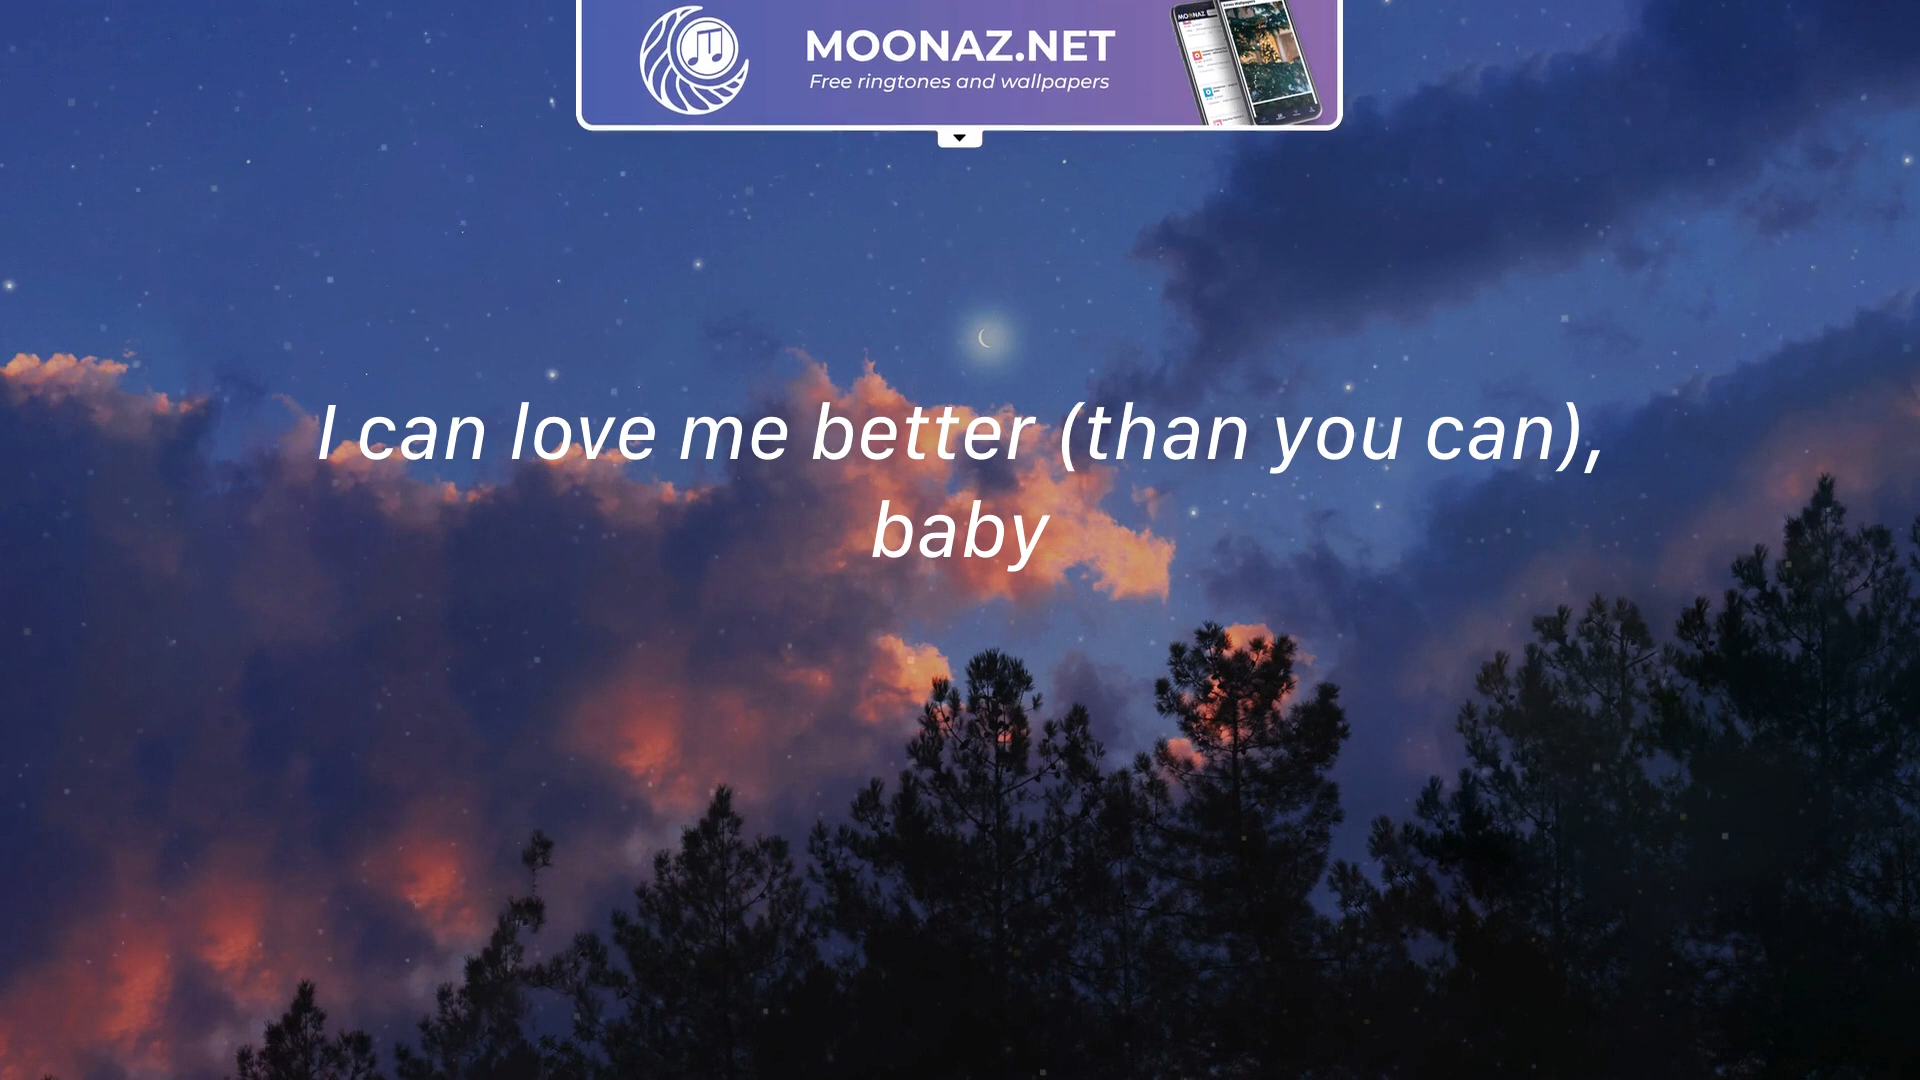 MOONAZ.NET
Free ringtones and wallpapers
I can love me better (than you can),
baby